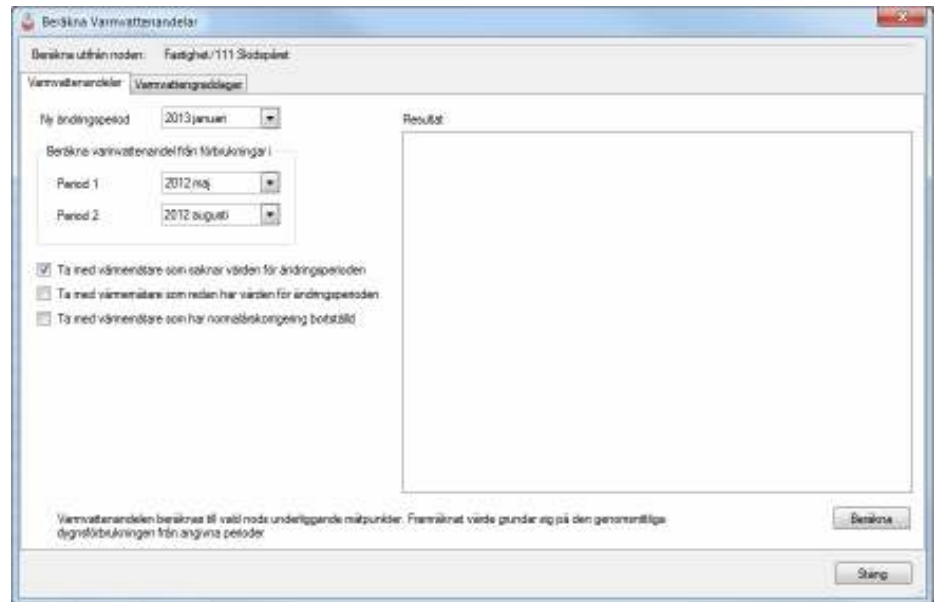 Beräkna Varmvattenandelar
Beräkna utifrån noden: Fastighet/111 Skidspåret
Varmvattenandelar Varmvattengraddagar
Ny ändringsperiod 2013 januari
Resultat
Beräkna varmvattenandel från förbrukningar i
Period 1 2012 maj
Period 2 2012 augusti
Ta med värmemätare som saknar värden för ändringsperioden
Ta med värmemätare som redan har värden för ändringsperioden
Ta med värmemätare som har normalårskorrigering bortställd
Varmvattenandelen beräknas till vald nods underliggande mätpunkter. Framräknat värde grundar sig på den genomsnittliga
dygnsförbrukningen från angivna perioder
Beräkna
Stäng